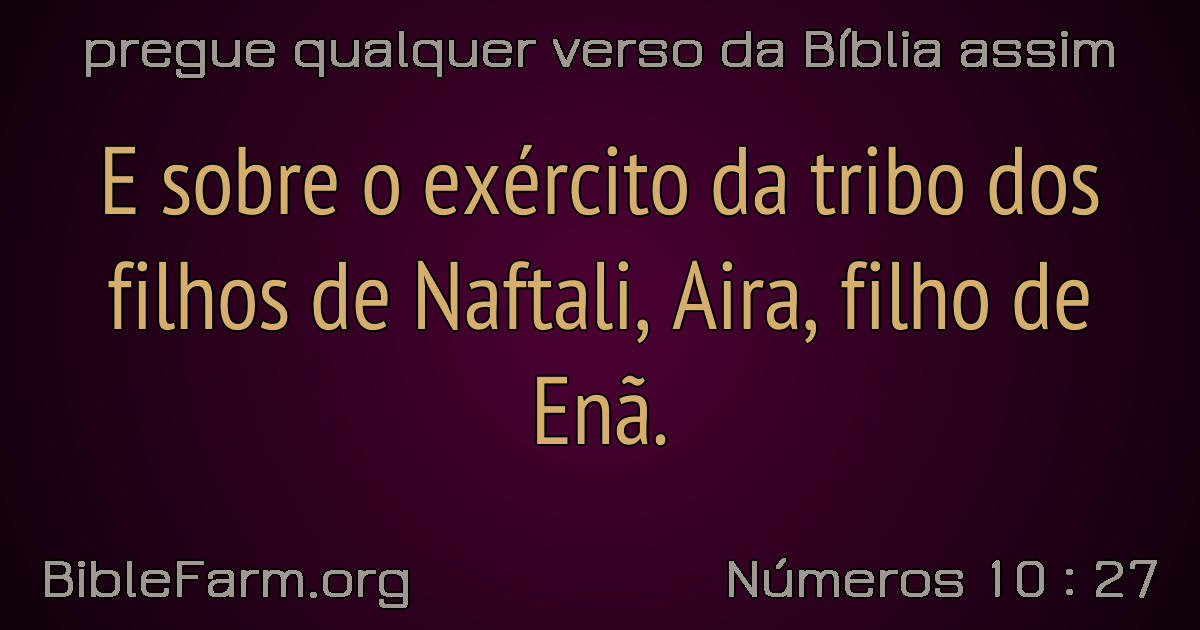 pregue qualquer verso da Bíblia assim
E sobre o exército da tribo dos
filhos de Naftali, Aira, filho de
Enã.
BibleFarm.org
Números 10 : 27